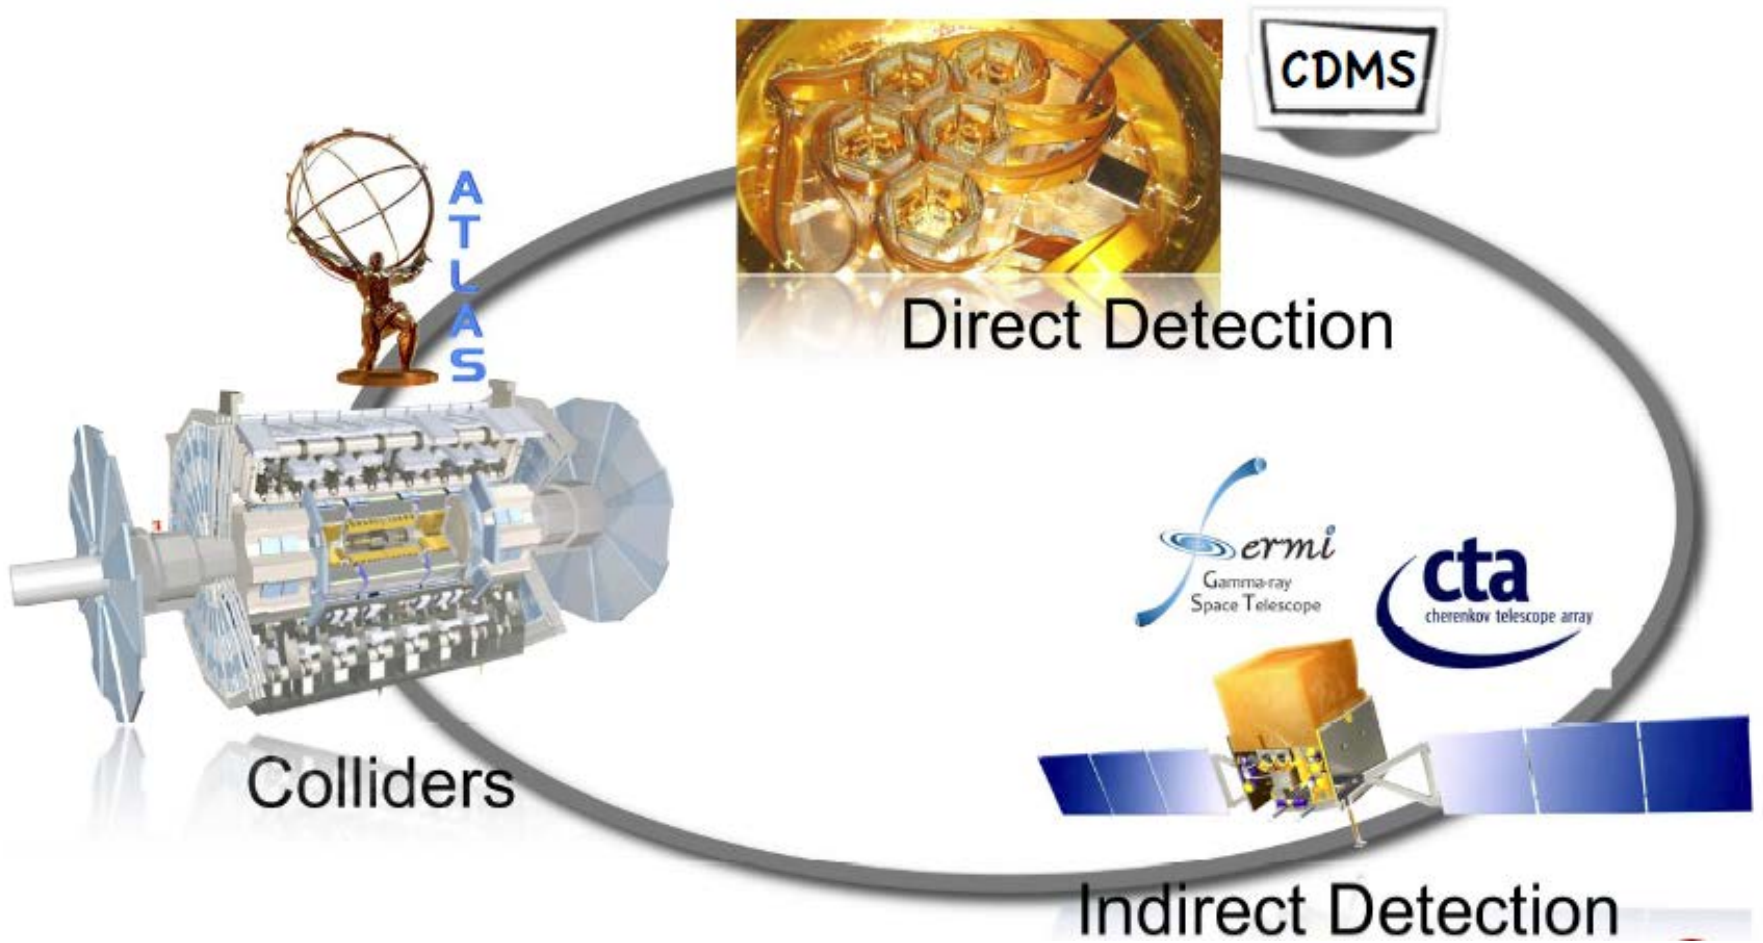 CDMS
ATLAS
Direct Detection
Fermi
Gamma-ray
Space Telescope
cta
cherenkov telescope array
Colliders
Indirect Detection